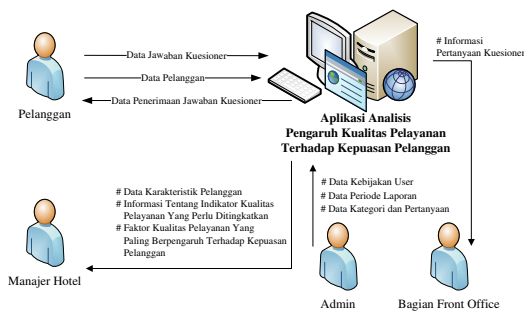 Data Jawaban Kuesioner
Data Pelanggan
Data Penerimaan Jawaban Kuesioner
Pelanggan
# Informasi
Pertanyaan Kuesioner
Aplikasi Analisis
Pengaruh Kualitas Pelayanan
Terhadap Kepuasan Pelanggan
# Data Karakteristik Pelanggan
# Informasi Tentang Indikator Kualitas
Pelayanan Yang Perlu Ditingkatkan
# Faktor Kualitas Pelayanan Yang
Paling Berpengaruh Terhadap Kepuasan
Pelanggan
# Data Kebijakan User
# Data Periode Laporan
# Data Kategori dan Pertanyaan
Manajer Hotel
Admin
Bagian Front Office